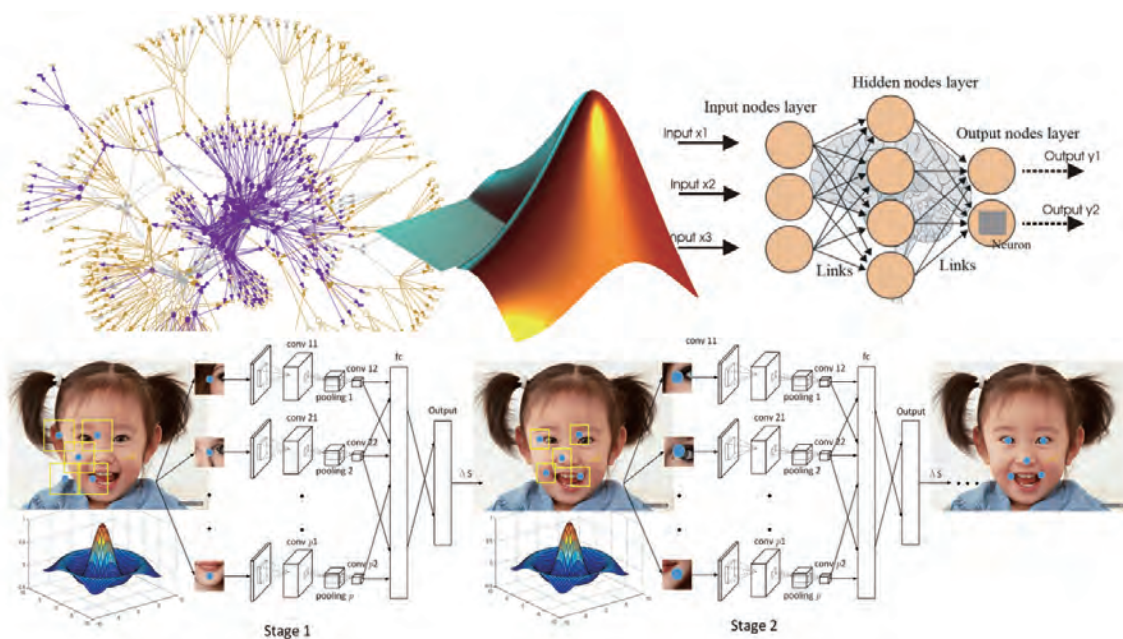 Hidden nodes layer
Input nodes layer
Output nodes layer
Input x1
Input x2
Input x3
Output y1
Output y2
Neuron
Links
Links
conv 11
conv 12
pooling 1
conv 21
conv 22
pooling 2
conv p1
conv p2
pooling p
fc
Output
Δ S
Stage 1
conv 11
conv 12
pooling 1
conv 21
conv 22
pooling 2
conv p1
conv p2
pooling p
fc
Output
Δ S
Stage 2